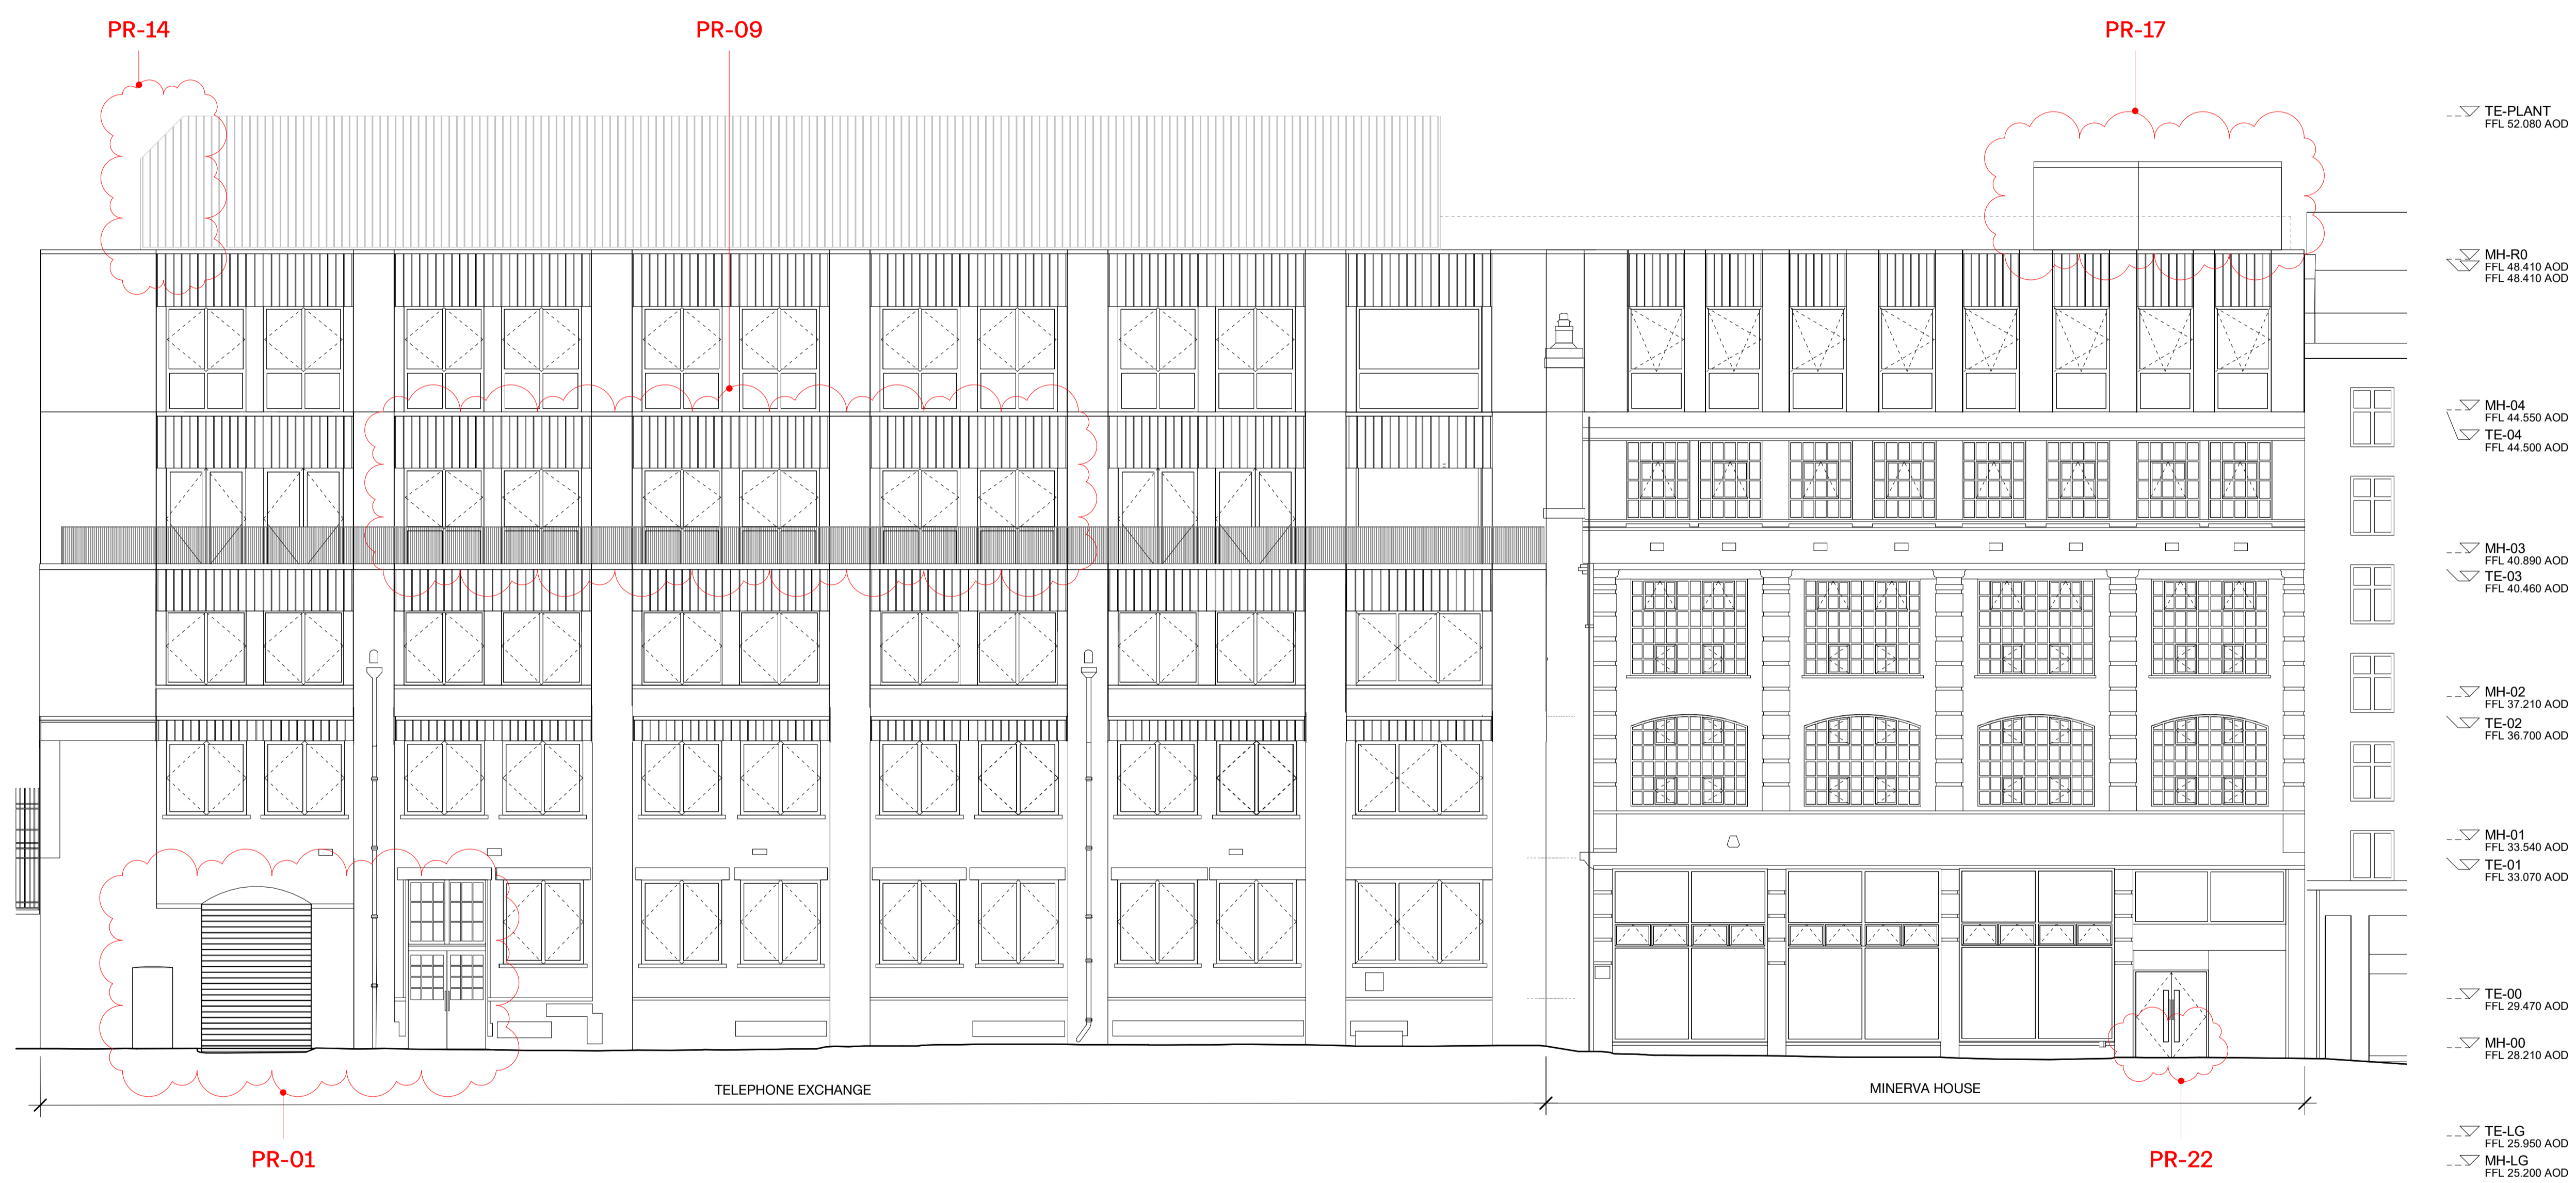 PR-14
PR-09
PR-17
TE-PLANT
FFL 52.080 AOD
MH-R0
FFL 48.410 AOD
FFL 48.410 AOD
MH-04
FFL 44.550 AOD
TE-04
FFL 44.500 AOD
MH-03
FFL 40.890 AOD
TE-03
FFL 40.460 AOD
MH-02
FFL 37.210 AOD
TE-02
FFL 36.700 AOD
MH-01
FFL 33.540 AOD
TE-01
FFL 33.070 AOD
TE-00
FFL 29.470 AOD
MH-00
FFL 28.210 AOD
TELEPHONE EXCHANGE
MINERVA HOUSE
TE-LG
FFL 25.950 AOD
MH-LG
FFL 25.200 AOD
PR-01
PR-22